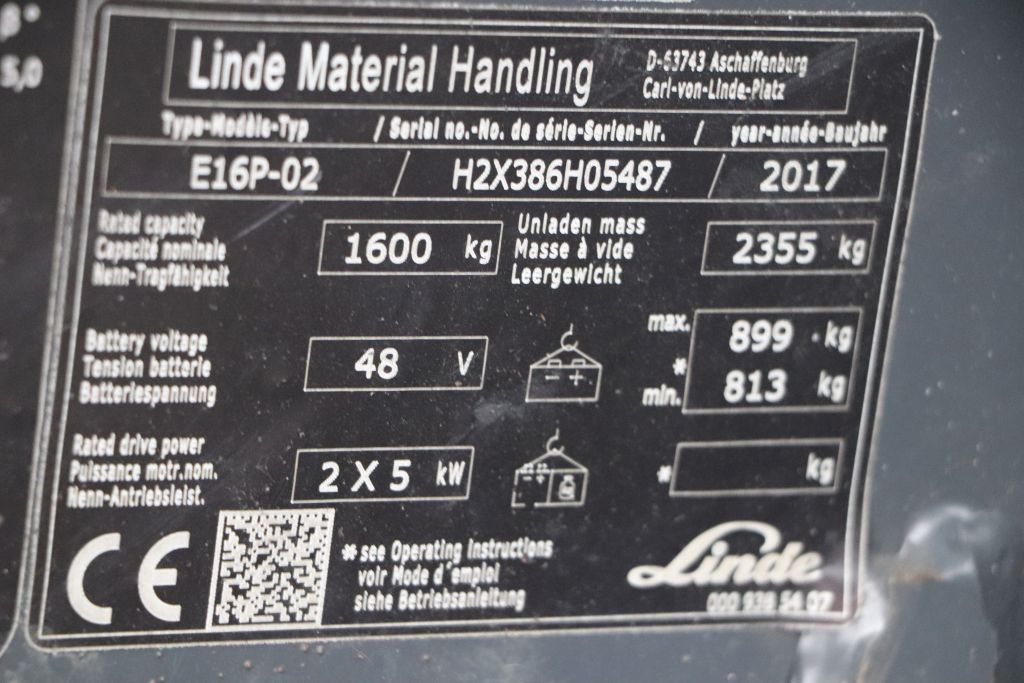 8°
5,0
Linde Material Handling
D-63743 Aschaffenburg
Carl-von-Linde-Platz
Type-Modèle-Typ / Serial no.-No. de série-Serien-Nr. / year-année-Baujahr
E16P-02 / H2X386H05487 / 2017
Rated capacity
Capacité nominale
Nenn-Tragfähigkeit
1600 kg
Unladen mass
Masse à vide
Leergewicht
2355 kg
Battery voltage
Tension batterie
Batteriespannung
48 V
- +
max. 899 kg
*
min. 813 kg
Rated drive power
Puissance motr.nom.
Nenn-Antriebsleist.
2 X 5 kW
- +
* kg
CE
* see Operating instructions
voir Mode d'emploi
siehe Betriebsanleitung
Linde
000 938 54 07